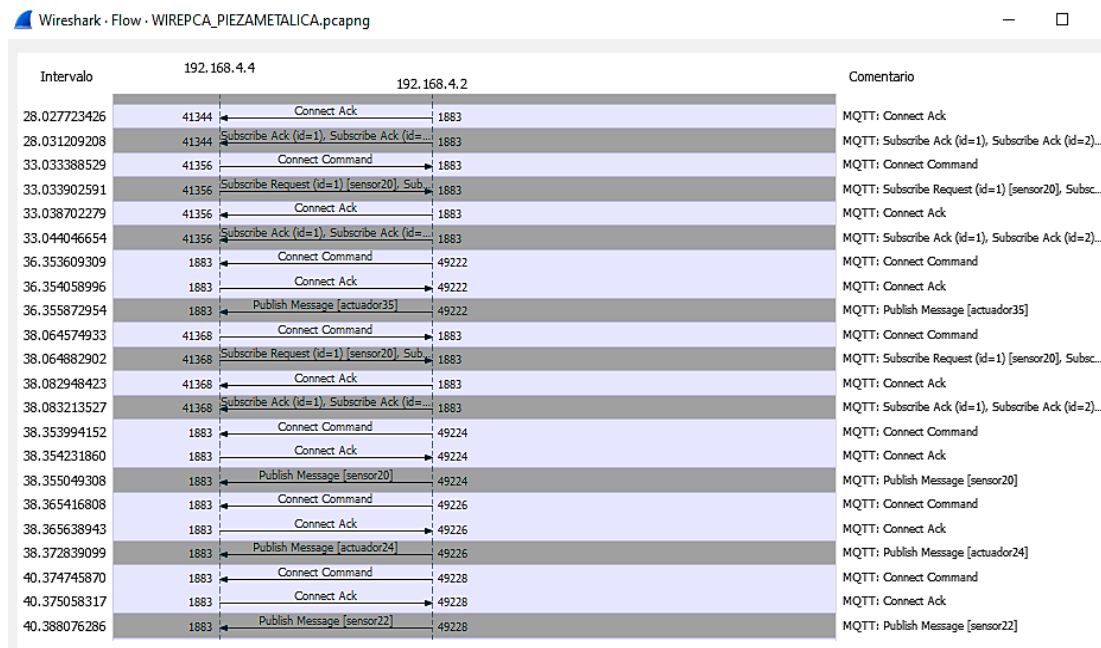 Wireshark · Flow · WIREPCA_PIEZAMETALICA.pcapng
192.168.4.4
Intervalo
192.168.4.2
Comentario
28.027723426 41344 Connect Ack 1883 MQTT: Connect Ack
28.031209208 41344 Subscribe Ack (id=1), Subscribe Ack (id=... 1883 MQTT: Subscribe Ack (id=1), Subscribe Ack (id=2)...
33.033388529 41356 Connect Command 1883 MQTT: Connect Command
33.033902591 41356 Subscribe Request (id=1) [sensor20], Sub... 1883 MQTT: Subscribe Request (id=1) [sensor20], Subsc...
33.038702279 41356 Connect Ack 1883 MQTT: Connect Ack
33.044046654 41356 Subscribe Ack (id=1), Subscribe Ack (id=... 1883 MQTT: Subscribe Ack (id=1), Subscribe Ack (id=2)...
36.353609309 1883 Connect Command 49222 MQTT: Connect Command
36.354058996 1883 Connect Ack 49222 MQTT: Connect Ack
36.355872954 1883 Publish Message [actuador35] 49222 MQTT: Publish Message [actuador35]
38.064574933 41368 Connect Command 1883 MQTT: Connect Command
38.064882902 41368 Subscribe Request (id=1) [sensor20], Sub... 1883 MQTT: Subscribe Request (id=1) [sensor20], Subsc...
38.082948423 41368 Connect Ack 1883 MQTT: Connect Ack
38.083213527 41368 Subscribe Ack (id=1), Subscribe Ack (id=... 1883 MQTT: Subscribe Ack (id=1), Subscribe Ack (id=2)...
38.353994152 1883 Connect Command 49224 MQTT: Connect Command
38.354231860 1883 Connect Ack 49224 MQTT: Connect Ack
38.355049308 1883 Publish Message [sensor20] 49224 MQTT: Publish Message [sensor20]
38.365416808 1883 Connect Command 49226 MQTT: Connect Command
38.365638943 1883 Connect Ack 49226 MQTT: Connect Ack
38.372839099 1883 Publish Message [actuador24] 49226 MQTT: Publish Message [actuador24]
40.374745870 1883 Connect Command 49228 MQTT: Connect Command
40.375058317 1883 Connect Ack 49228 MQTT: Connect Ack
40.388076286 1883 Publish Message [sensor22] 49228 MQTT: Publish Message [sensor22]